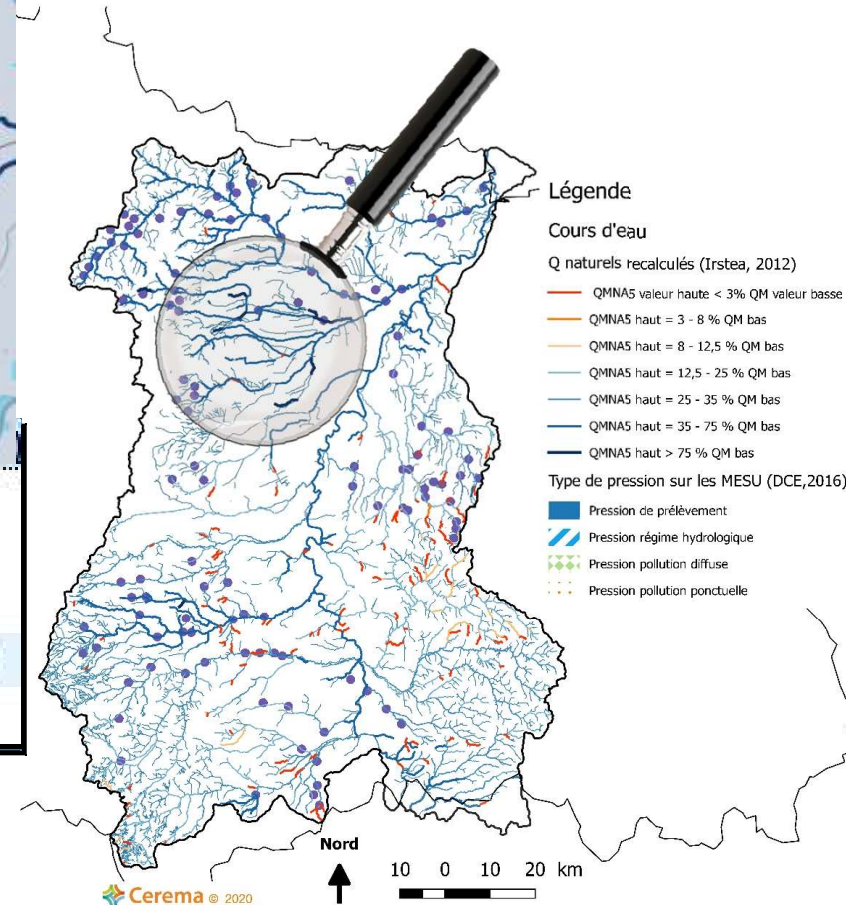 Légende
Cours d'eau
Q naturels recalculés (Irstea, 2012)
QMNA5 valeur haute < 3% QM valeur basse
QMNA5 haut = 3 - 8 % QM bas
QMNA5 haut = 8 - 12,5 % QM bas
QMNA5 haut = 12,5 - 25 % QM bas
QMNA5 haut = 25 - 35 % QM bas
QMNA5 haut = 35 - 75 % QM bas
QMNA5 haut > 75 % QM bas
Type de pression sur les MESU (DCE,2016)
Pression de prélèvement
Pression régime hydrologique
Pression pollution diffuse
Pression pollution ponctuelle
Nord
10 0 10 20 km
Cerema © 2020